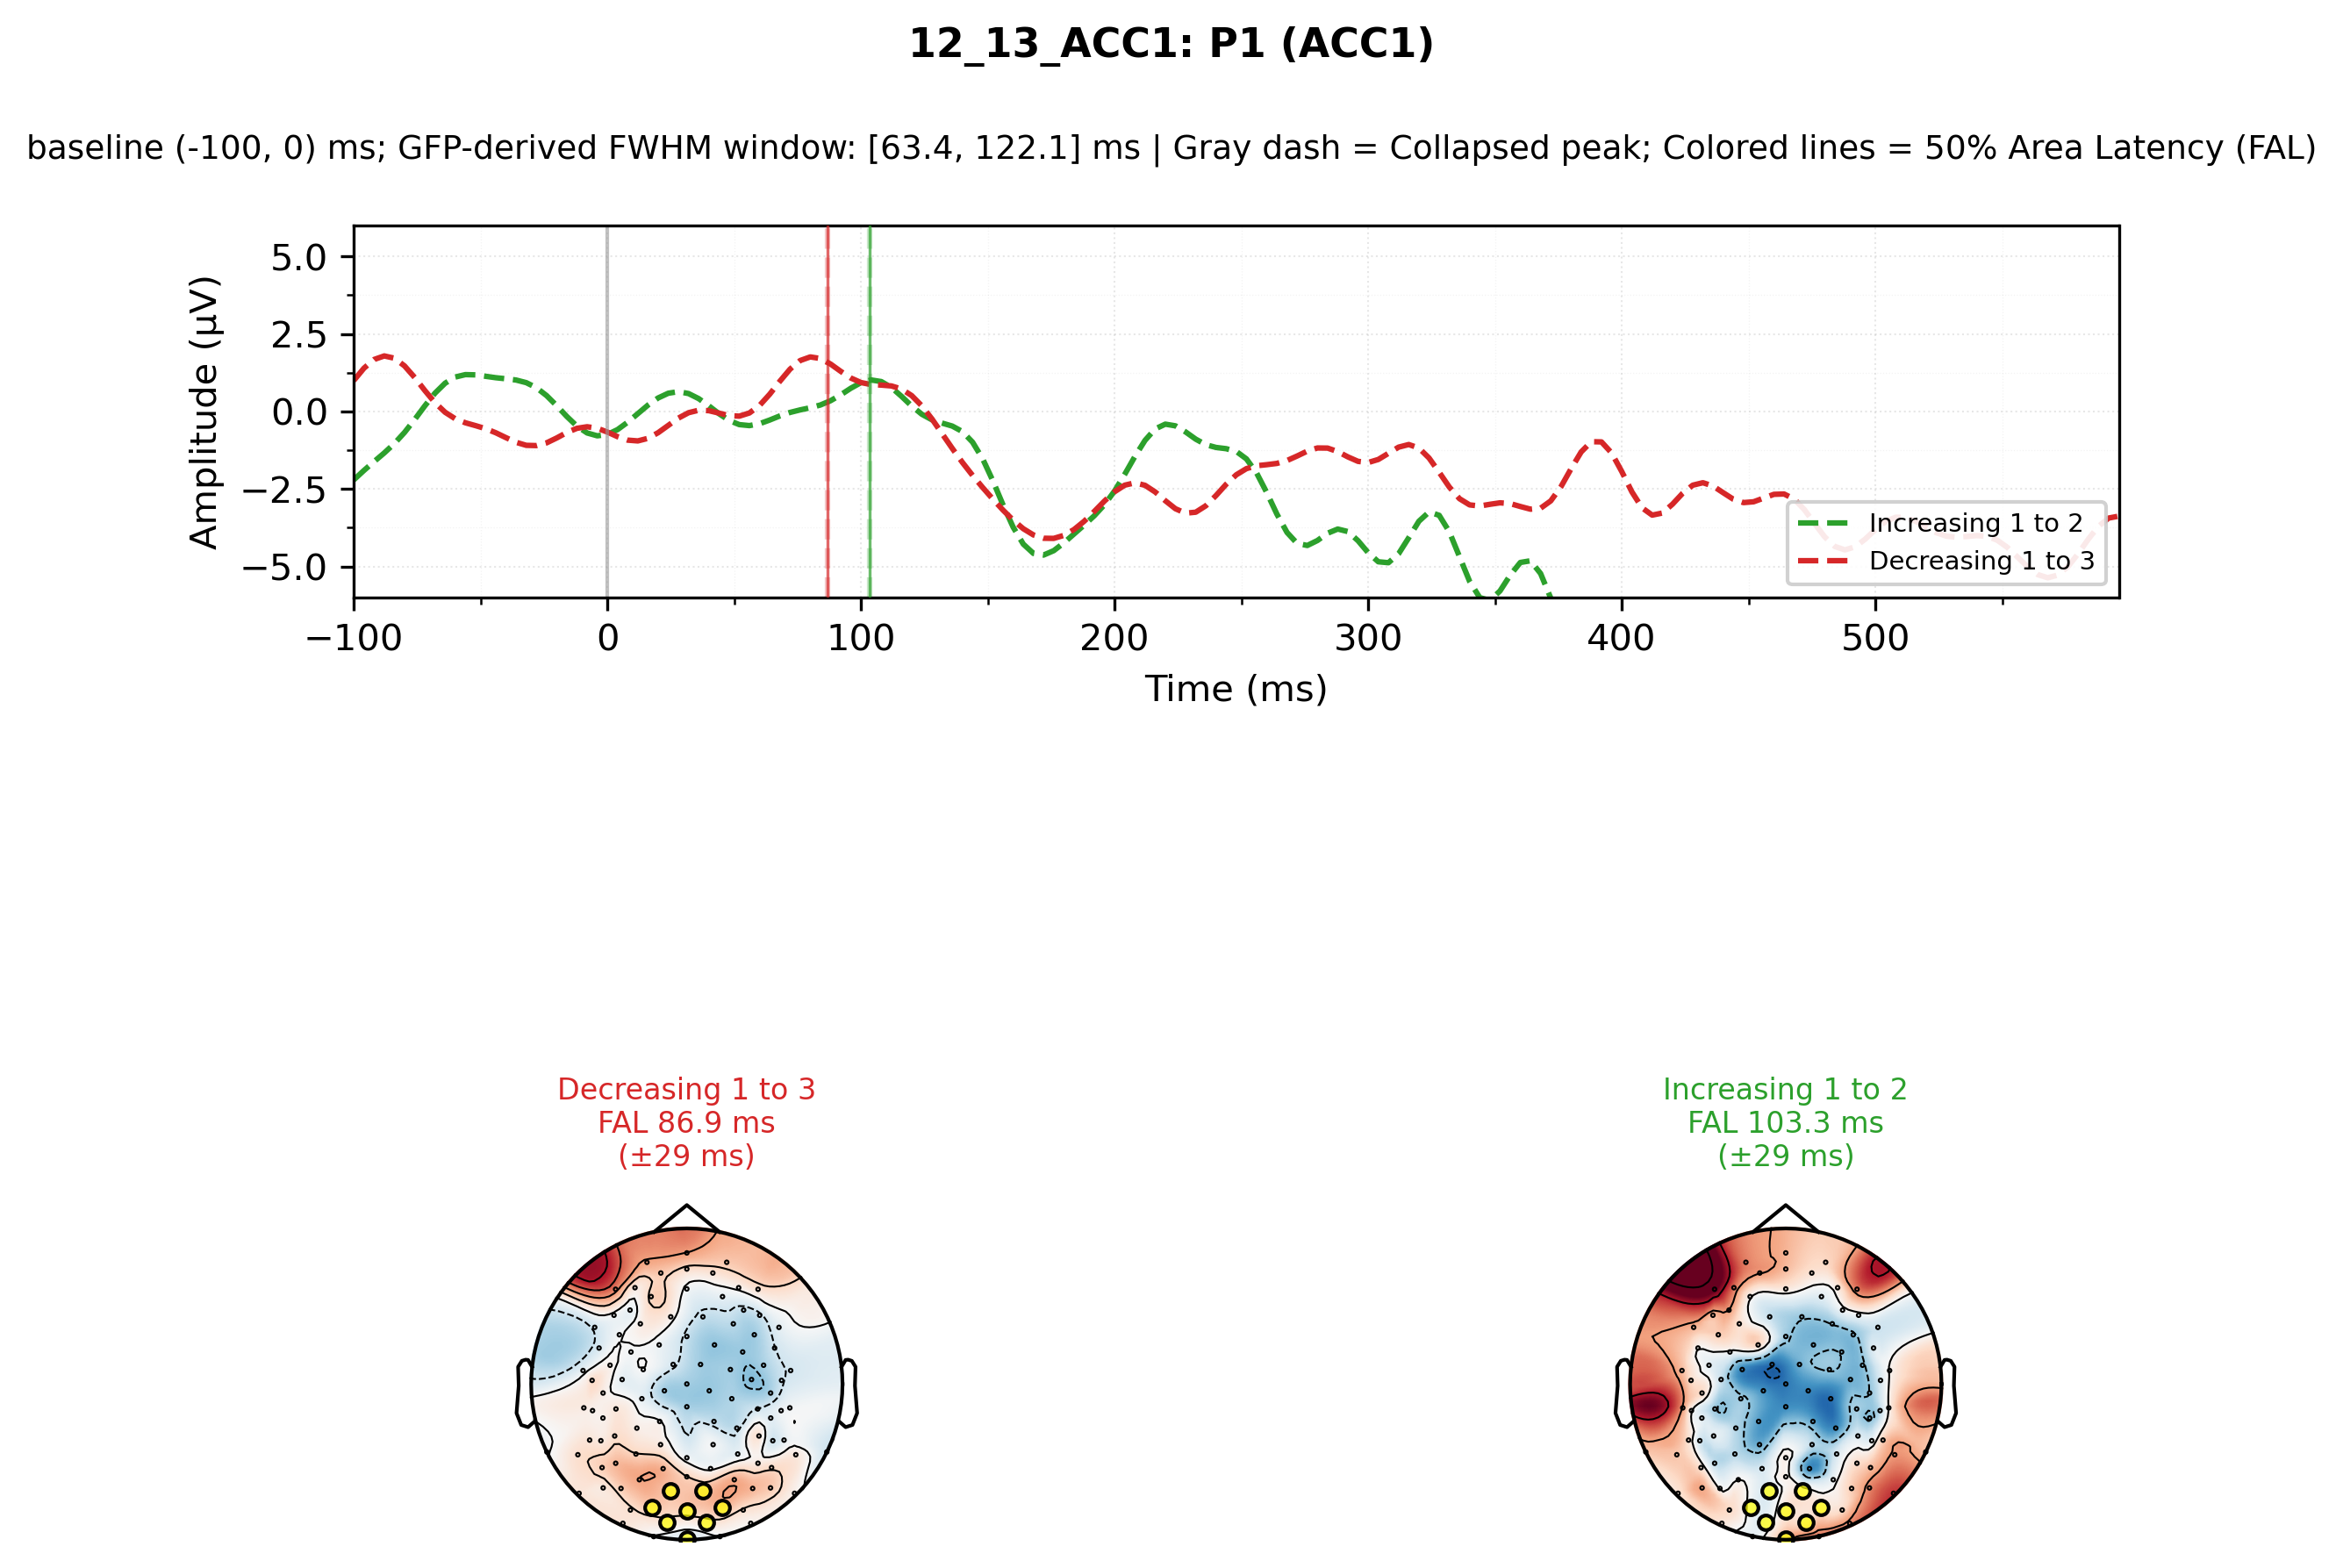 12_13_ACC1: P1 (ACC1)
baseline (-100, 0) ms; GFP-derived FWHM window: [63.4, 122.1] ms | Gray dash = Collapsed peak; Colored lines = 50% Area Latency (FAL)
Amplitude (µV)
5.0
2.5
0.0
−2.5
−5.0
Increasing 1 to 2
Decreasing 1 to 3
−100 0 100 200 300 400 500
Time (ms)
Decreasing 1 to 3
FAL 86.9 ms
(±29 ms)
Increasing 1 to 2
FAL 103.3 ms
(±29 ms)